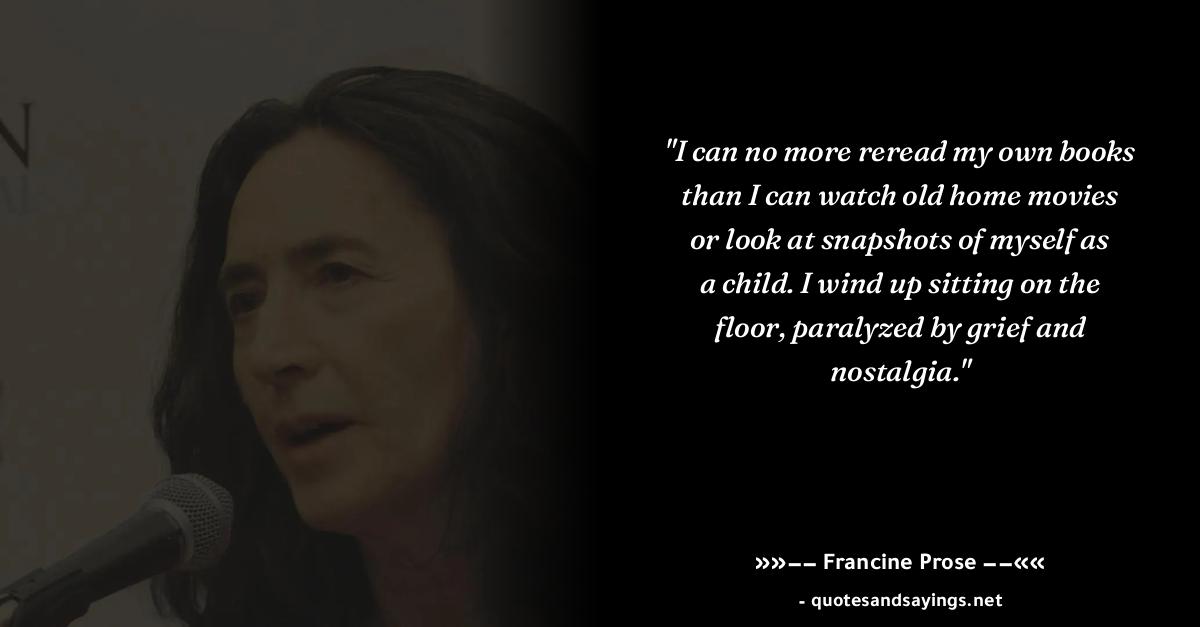 N
"I can no more reread my own books
than I can watch old home movies
or look at snapshots of myself as
a child. I wind up sitting on the
floor, paralyzed by grief and
nostalgia."
»»–– Francine Prose ––««
- quotesandsayings.net